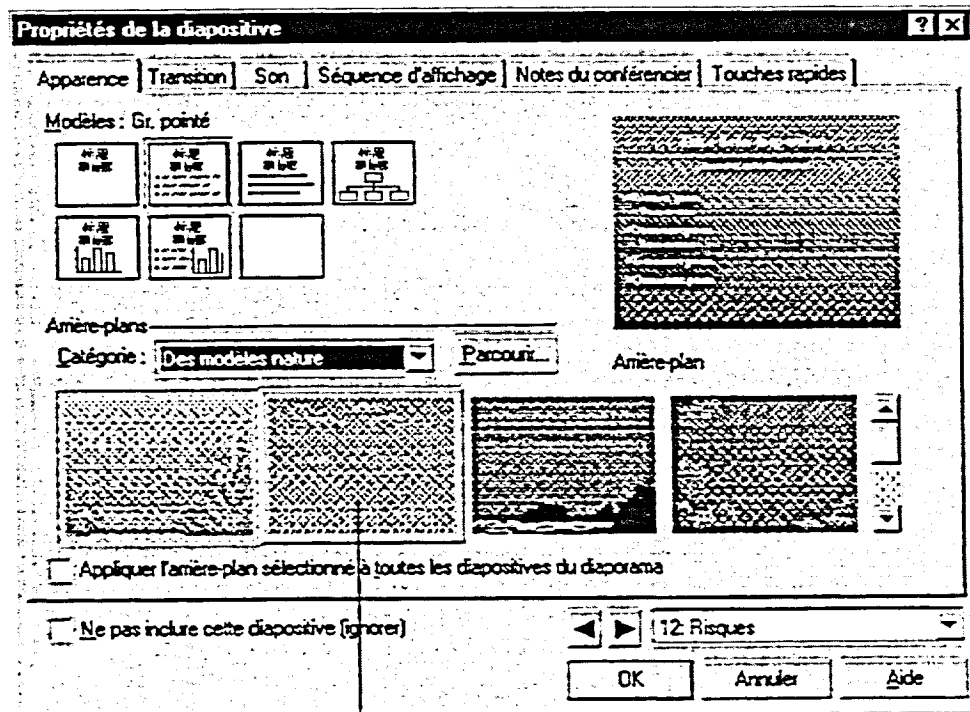 Propriétés de la diapositive
Apparence Transition Son Séquence d'affichage Notes du conférencier Touches rapides
Modèles : Gr. pointé
Arrière-plans
Catégorie : Des modèles nature Parcourir... Arrière-plan
Appliquer l'arrière-plan sélectionné à toutes les diapositives du diaporama
Ne pas inclure cette diapositive (ignorer) 12: Risques
OK Annuler Aide